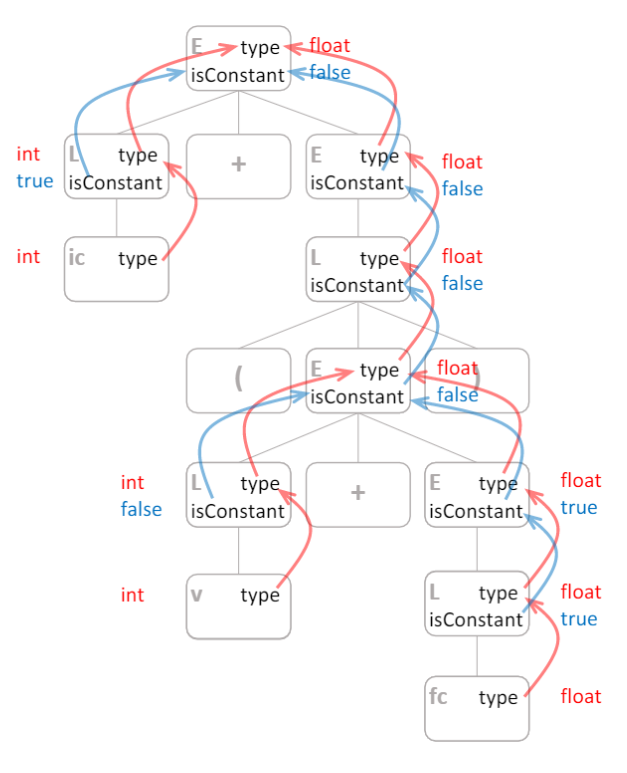 E type float
isConstant false
int L type + E type float
true isConstant isConstant false
int ic type L type float
isConstant false
( E type float )
isConstant false
int L type + E type float
false isConstant isConstant true
int v type L type float
isConstant true
fc type float